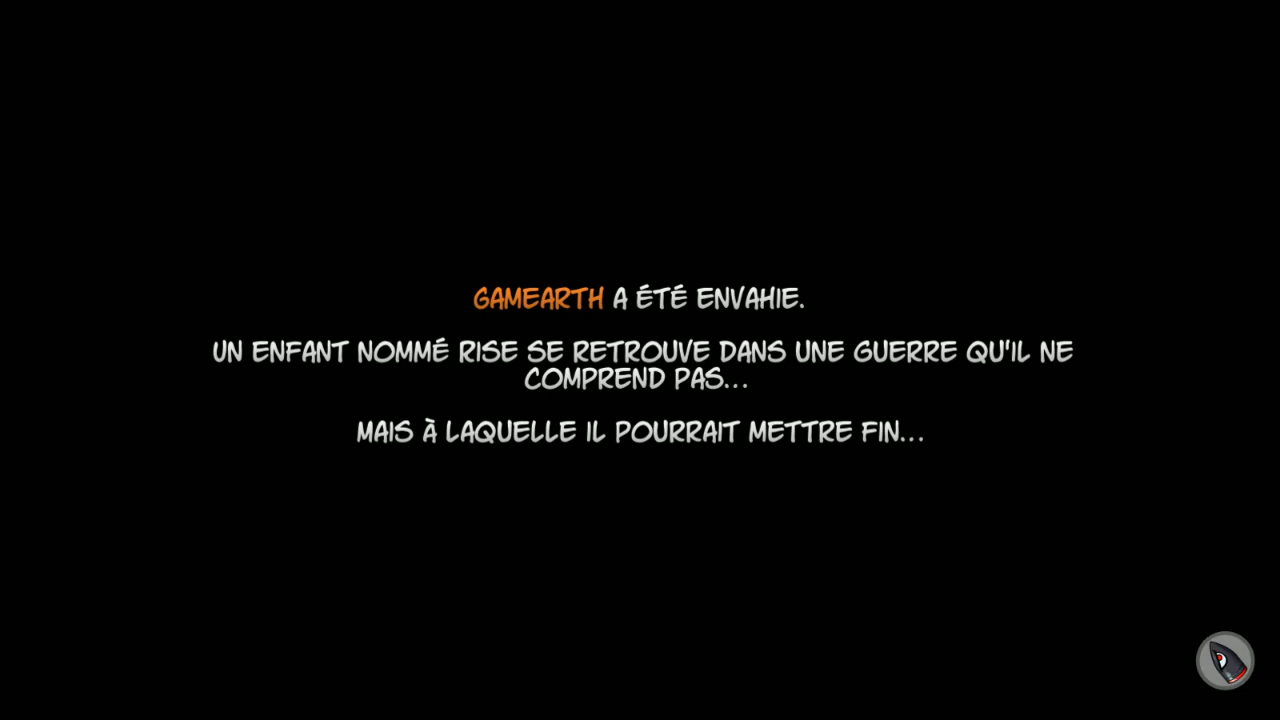 GAMEARTH A ÉTÉ ENVAHIE.
UN ENFANT NOMMÉ RISE SE RETROUVE DANS UNE GUERRE QU'IL NE
COMPREND PAS...
MAIS À LAQUELLE IL POURRAIT METTRE FIN...